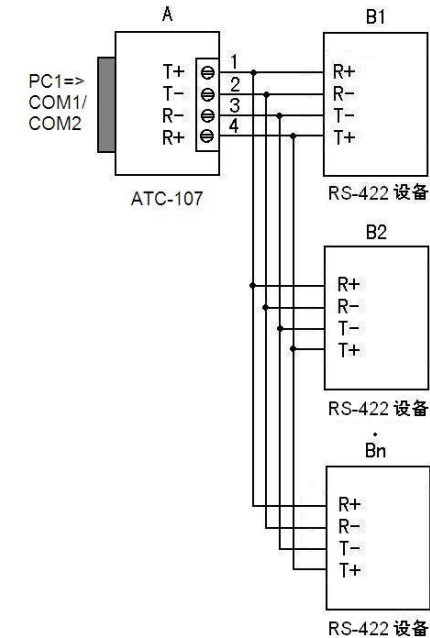 A
B1
PC1=>
COM1/
COM2
T+
T-
R-
R+
1
2
3
4
R+
R-
T-
T+
ATC-107
RS-422 设备
B2
R+
R-
T-
T+
RS-422 设备
Bn
R+
R-
T-
T+
RS-422 设备